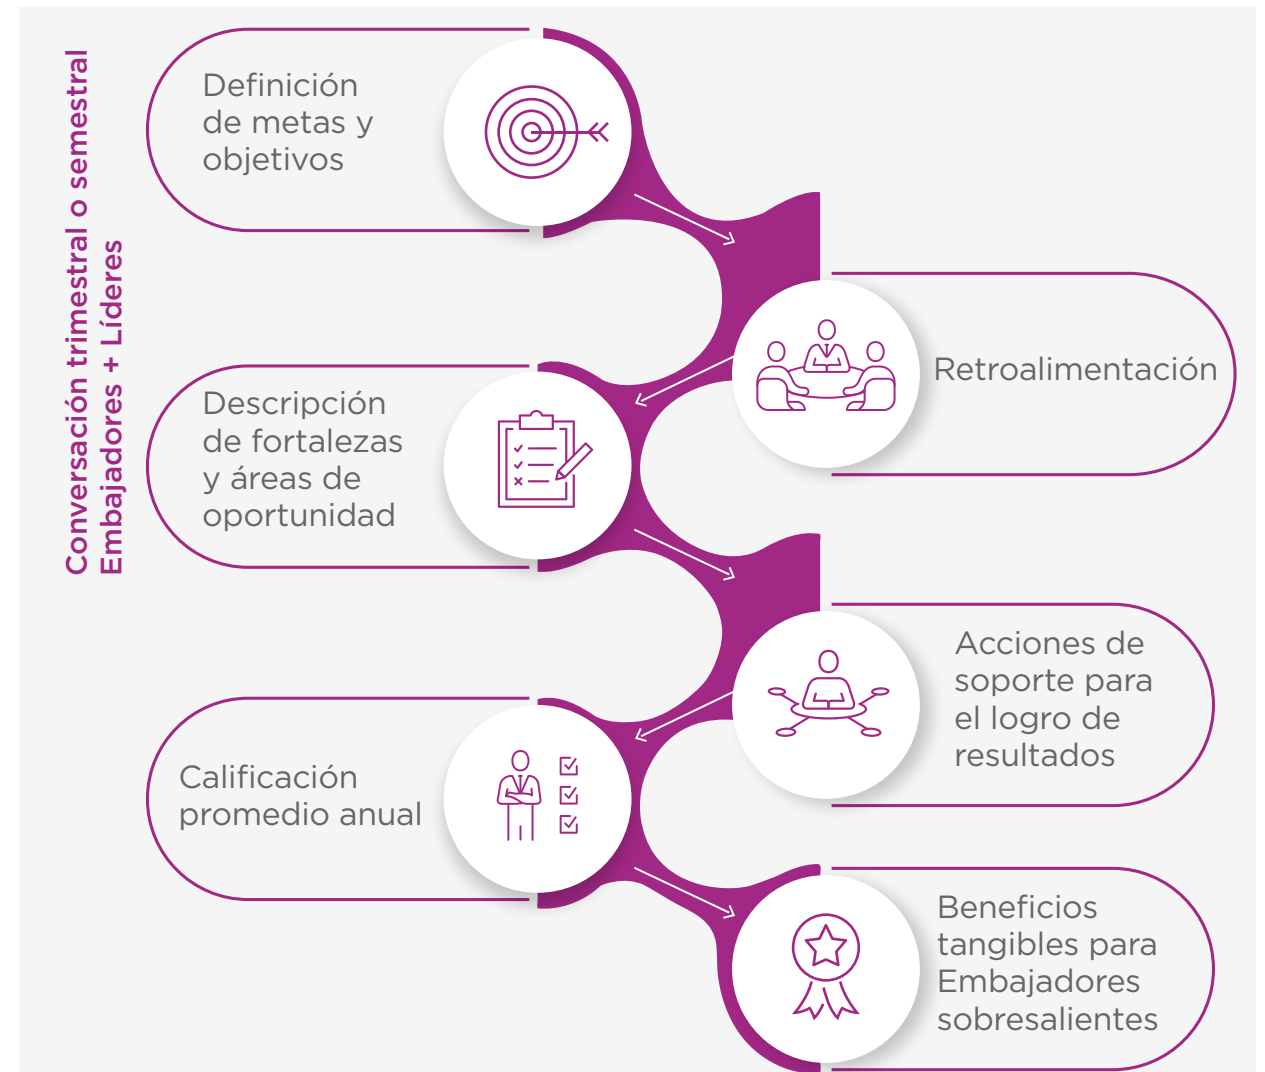 Conversación trimestral o semestral
Embajadores + Líderes
Definición
de metas y
objetivos
Retroalimentación
Descripción
de fortalezas
y áreas de
oportunidad
Acciones de
soporte para
el logro de
resultados
Calificación
promedio anual
Beneficios
tangibles para
Embajadores
sobresalientes